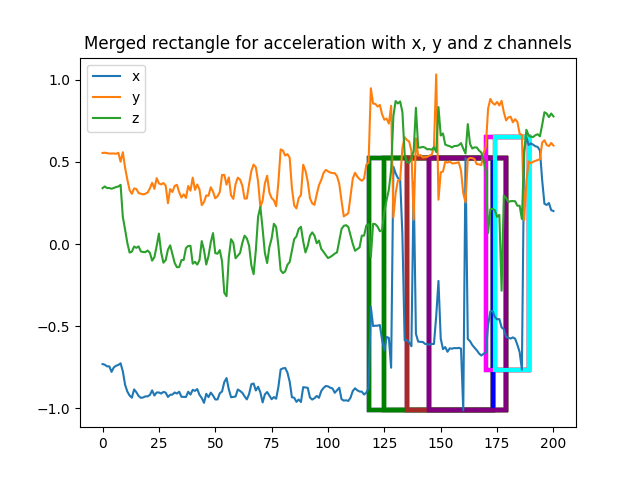 Merged rectangle for acceleration with x, y and z channels
x
y
z
1.0
0.5
0.0
−0.5
−1.0
0 25 50 75 100 125 150 175 200